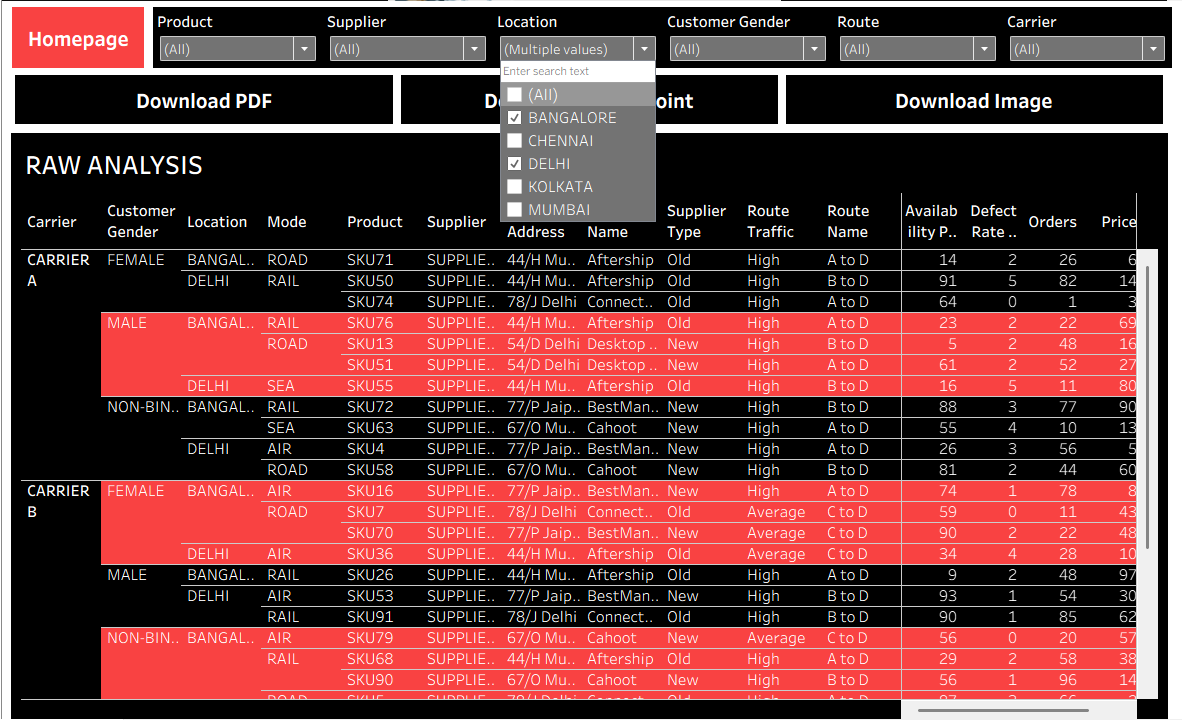 Homepage
Product Supplier Location Customer Gender Route Carrier
(All) (All) (Multiple values) (All) (All) (All)
Enter search text
Download PDF
oint
Download Image
(All)
BANGALORE
CHENNAI
DELHI
KOLKATA
MUMBAI
RAW ANALYSIS
Carrier Customer Gender Location Mode Product Supplier Address Name Supplier Type Route Traffic Route Name Availab ility P.. Defect Rate .. Orders Price
CARRIER A FEMALE BANGAL.. ROAD SKU71 SUPPLIE.. 44/H Mu.. Aftership Old High A to D 14 2 26 6
DELHI RAIL SKU50 SUPPLIE.. 44/H Mu.. Aftership Old High B to D 91 5 82 14
SKU74 SUPPLIE.. 78/J Delhi Connect.. Old High A to D 64 0 1 3
MALE BANGAL.. RAIL SKU76 SUPPLIE.. 44/H Mu.. Aftership Old High A to D 23 2 22 69
ROAD SKU13 SUPPLIE.. 54/D Delhi Desktop .. New High B to D 5 2 48 16
SKU51 SUPPLIE.. 54/D Delhi Desktop .. New High A to D 61 2 52 27
DELHI SEA SKU55 SUPPLIE.. 44/H Mu.. Aftership Old High B to D 16 5 11 80
NON-BIN.. BANGAL.. RAIL SKU72 SUPPLIE.. 77/P Jaip.. BestMan.. New High B to D 88 3 77 90
SEA SKU63 SUPPLIE.. 67/O Mu.. Cahoot New High B to D 55 4 10 13
DELHI AIR SKU4 SUPPLIE.. 77/P Jaip.. BestMan.. New High A to D 26 3 56 5
ROAD SKU58 SUPPLIE.. 67/O Mu.. Cahoot New High B to D 81 2 44 60
CARRIER B FEMALE BANGAL.. AIR SKU16 SUPPLIE.. 77/P Jaip.. BestMan.. New High A to D 74 1 78 8
ROAD SKU7 SUPPLIE.. 78/J Delhi Connect.. Old Average C to D 59 0 11 43
SKU70 SUPPLIE.. 77/P Jaip.. BestMan.. New Average C to D 90 2 22 48
DELHI AIR SKU36 SUPPLIE.. 44/H Mu.. Aftership Old Average C to D 34 4 28 10
MALE BANGAL.. RAIL SKU26 SUPPLIE.. 44/H Mu.. Aftership Old High A to D 9 2 48 97
DELHI AIR SKU53 SUPPLIE.. 77/P Jaip.. BestMan.. New High B to D 93 1 54 30
RAIL SKU91 SUPPLIE.. 78/J Delhi Connect.. Old High B to D 90 1 85 62
NON-BIN.. BANGAL.. AIR SKU79 SUPPLIE.. 67/O Mu.. Cahoot New Average C to D 56 0 20 57
RAIL SKU68 SUPPLIE.. 44/H Mu.. Aftership Old High A to D 29 2 58 38
SKU90 SUPPLIE.. 67/O Mu.. Cahoot New High B to D 56 1 96 14